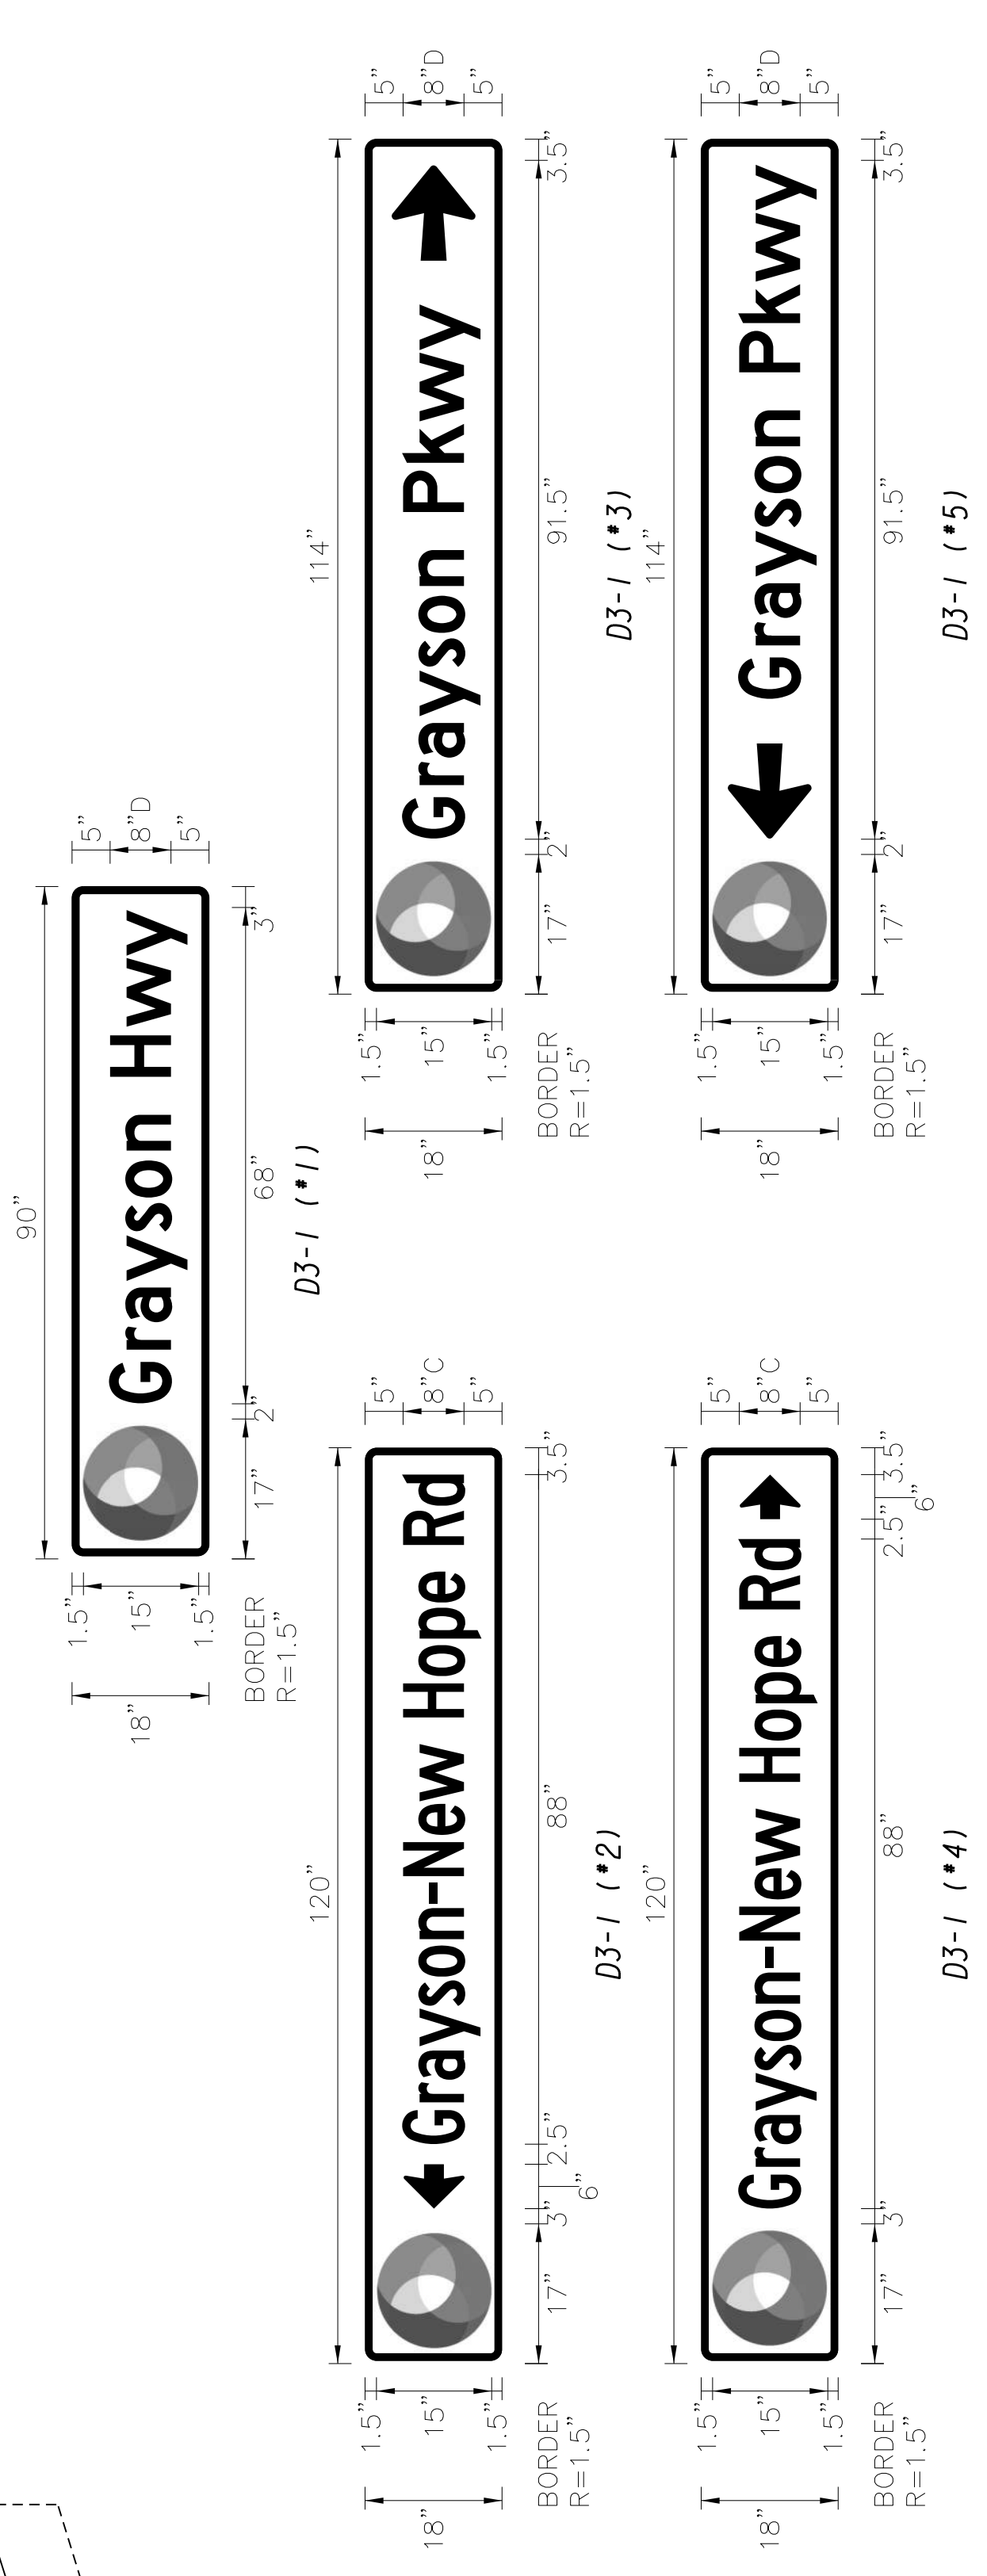 90”
Grayson Hwy
5”
8”D
5”
1.5”
15”
1.5”
18”
17”
2”
68”
3”
BORDER
R=1.5”
D3-1 (#1)
120”
Grayson-New Hope Rd
5”
8”C
5”
1.5”
15”
1.5”
18”
17”
3”
6”
2.5”
88”
3.5”
BORDER
R=1.5”
D3-1 (#2)
114”
Grayson Pkwy
5”
8”D
5”
1.5”
15”
1.5”
18”
17”
2”
91.5”
3.5”
BORDER
R=1.5”
D3-1 (#3)
120”
Grayson-New Hope Rd
5”
8”C
5”
1.5”
15”
1.5”
18”
17”
3”
88”
2.5”
6”
3.5”
BORDER
R=1.5”
D3-1 (#4)
114”
Grayson Pkwy
5”
8”D
5”
1.5”
15”
1.5”
18”
17”
2”
91.5”
3.5”
BORDER
R=1.5”
D3-1 (#5)